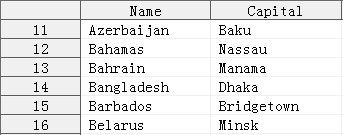 Name Capital
11 Azerbaijan Baku
12 Bahamas Nassau
13 Bahrain Manama
14 Bangladesh Dhaka
15 Barbados Bridgetown
16 Belarus Minsk